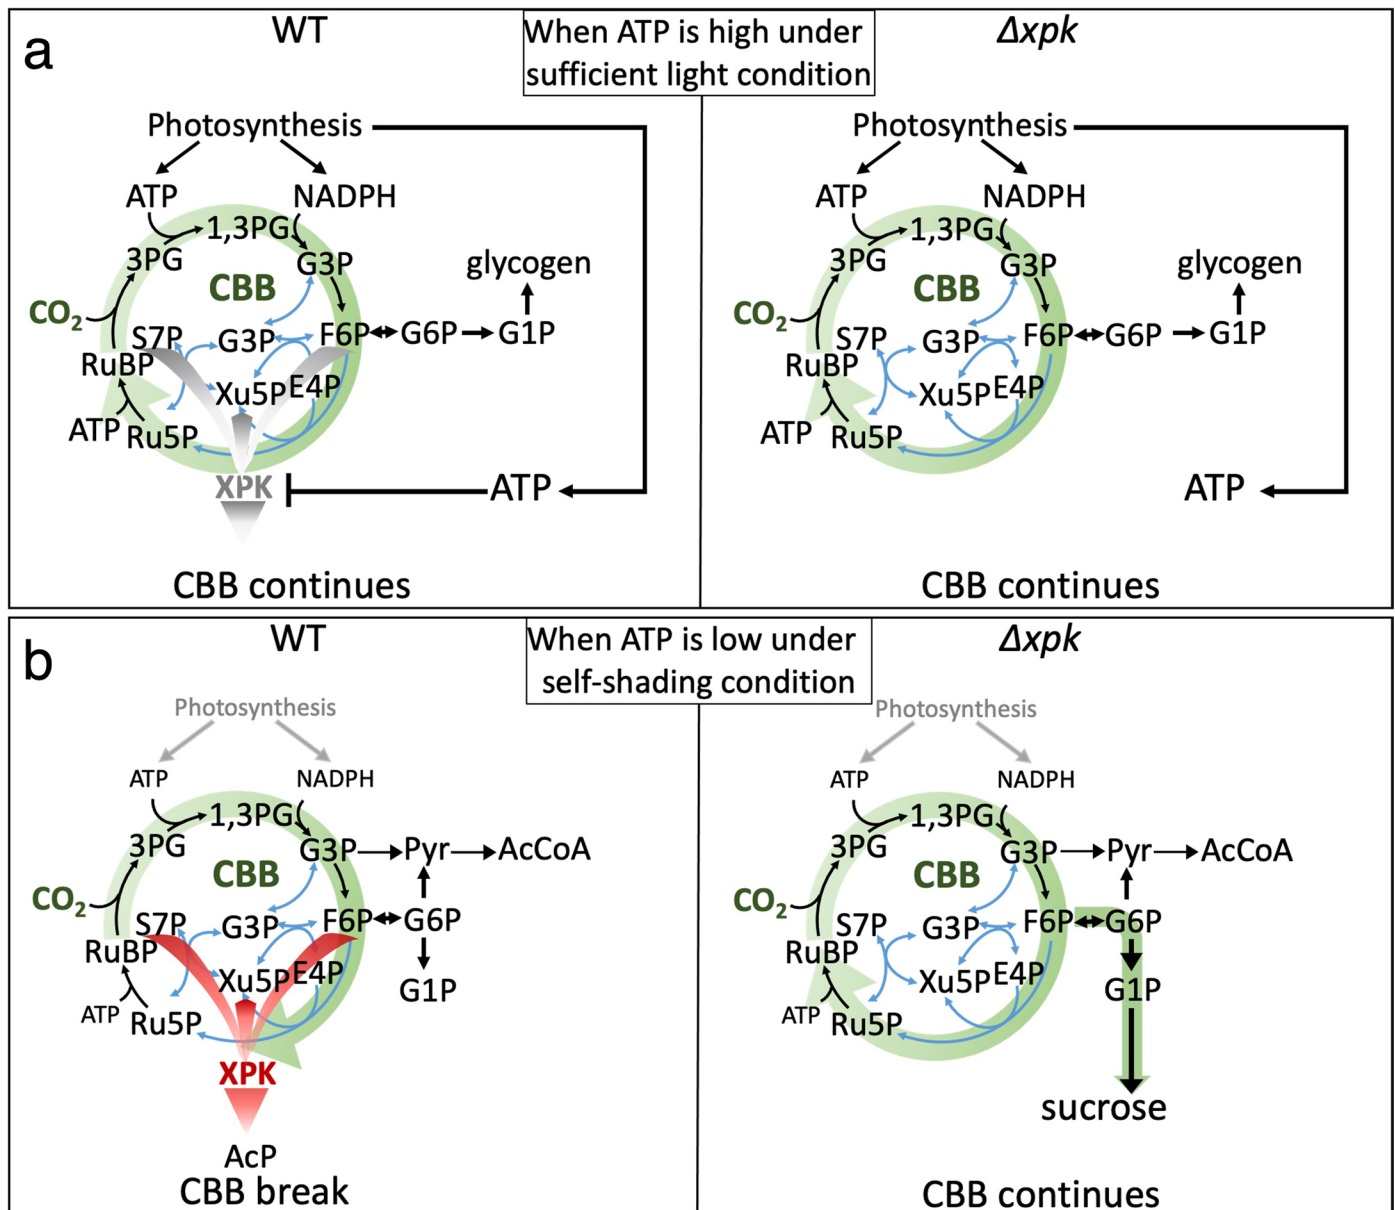 a
WT
When ATP is high under
sufficient light condition
Δxpk
Photosynthesis
ATP
NADPH
1,3PG
3PG
G3P
CBB
CO2
glycogen
S7P
G3P
F6P
G6P
G1P
RuBP
Xu5P
E4P
ATP
Ru5P
XPK
ATP
CBB continues
Photosynthesis
ATP
NADPH
1,3PG
3PG
G3P
CBB
CO2
glycogen
S7P
G3P
F6P
G6P
G1P
RuBP
Xu5P
E4P
ATP
Ru5P
ATP
CBB continues
b
WT
When ATP is low under
self-shading condition
Δxpk
Photosynthesis
ATP
NADPH
1,3PG
3PG
G3P
Pyr
AcCoA
CBB
CO2
S7P
G3P
F6P
G6P
RuBP
Xu5P
E4P
G1P
ATP
Ru5P
XPK
AcP
CBB break
Photosynthesis
ATP
NADPH
1,3PG
3PG
G3P
Pyr
AcCoA
CBB
CO2
S7P
G3P
F6P
G6P
RuBP
Xu5P
E4P
G1P
ATP
Ru5P
sucrose
CBB continues